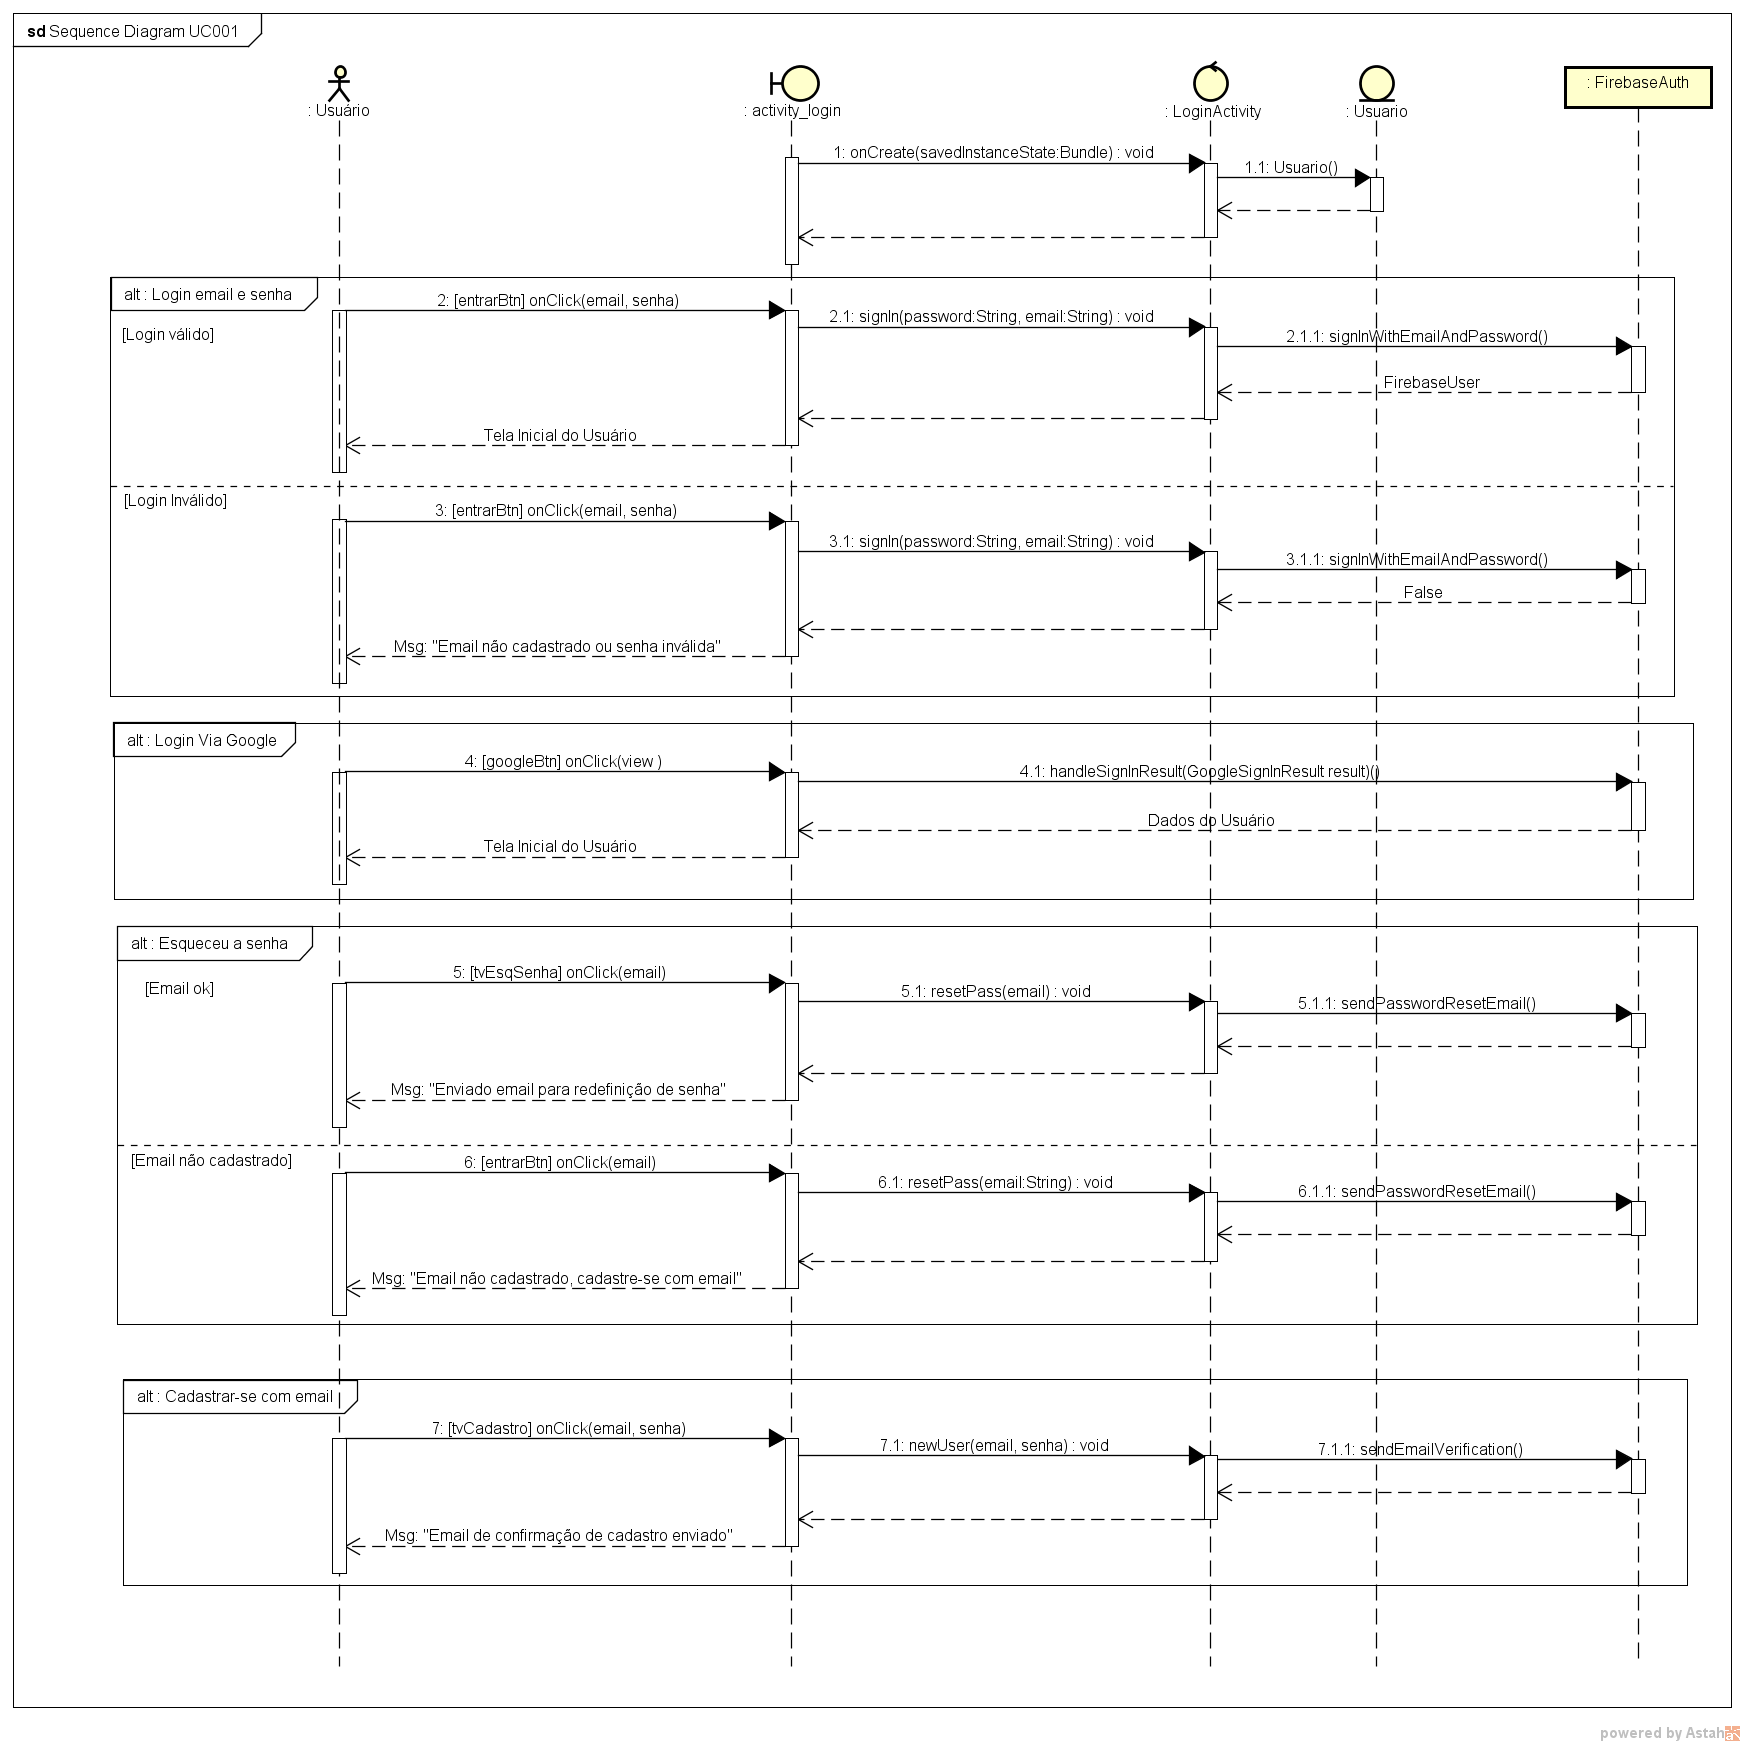 sd Sequence Diagram UC001
: Usuário
: activity_login
: LoginActivity
: Usuario
: FirebaseAuth
1: onCreate(savedInstanceState:Bundle) : void
1.1: Usuario()
alt : Login email e senha
[Login válido]
2: [entrarBtn] onClick(email, senha)
2.1: signIn(password:String, email:String) : void
2.1.1: signInWithEmailAndPassword()
FirebaseUser
Tela Inicial do Usuário
[Login Inválido]
3: [entrarBtn] onClick(email, senha)
3.1: signIn(password:String, email:String) : void
3.1.1: signInWithEmailAndPassword()
False
Msg: "Email não cadastrado ou senha inválida"
alt : Login Via Google
4: [googleBtn] onClick(view )
4.1: handleSignInResult(GoogleSignInResult result)()
Dados do Usuário
Tela Inicial do Usuário
alt : Esqueceu a senha
[Email ok]
5: [tvEsqSenha] onClick(email)
5.1: resetPass(email) : void
5.1.1: sendPasswordResetEmail()
Msg: "Enviado email para redefinição de senha"
[Email não cadastrado]
6: [entrarBtn] onClick(email)
6.1: resetPass(email:String) : void
6.1.1: sendPasswordResetEmail()
Msg: "Email não cadastrado, cadastre-se com email"
alt : Cadastrar-se com email
7: [tvCadastro] onClick(email, senha)
7.1: newUser(email, senha) : void
7.1.1: sendEmailVerification()
Msg: "Email de confirmação de cadastro enviado"
powered by Astah